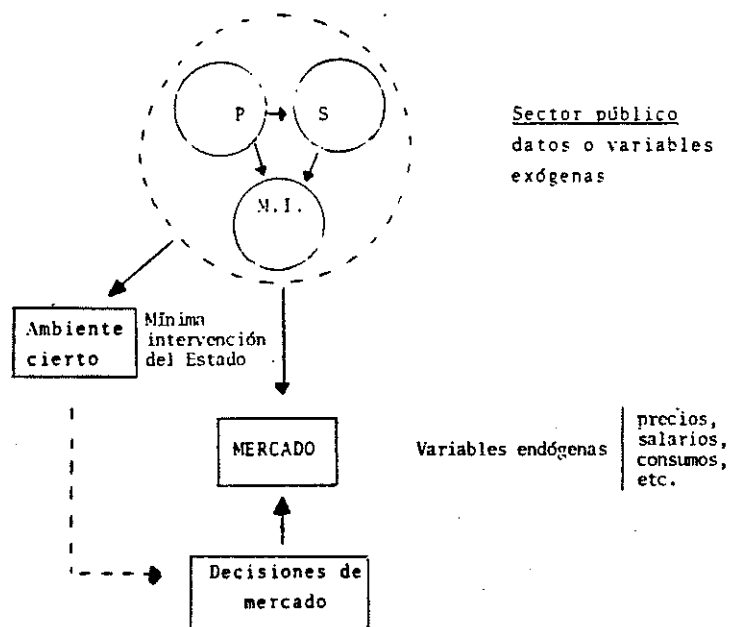 P
S
M.I.
Sector público
datos o variables
exógenas
Ambiente
cierto
Mínima
intervención
del Estado
MERCADO
Variables endógenas
precios,
salarios,
consumos,
etc.
Decisiones de
mercado